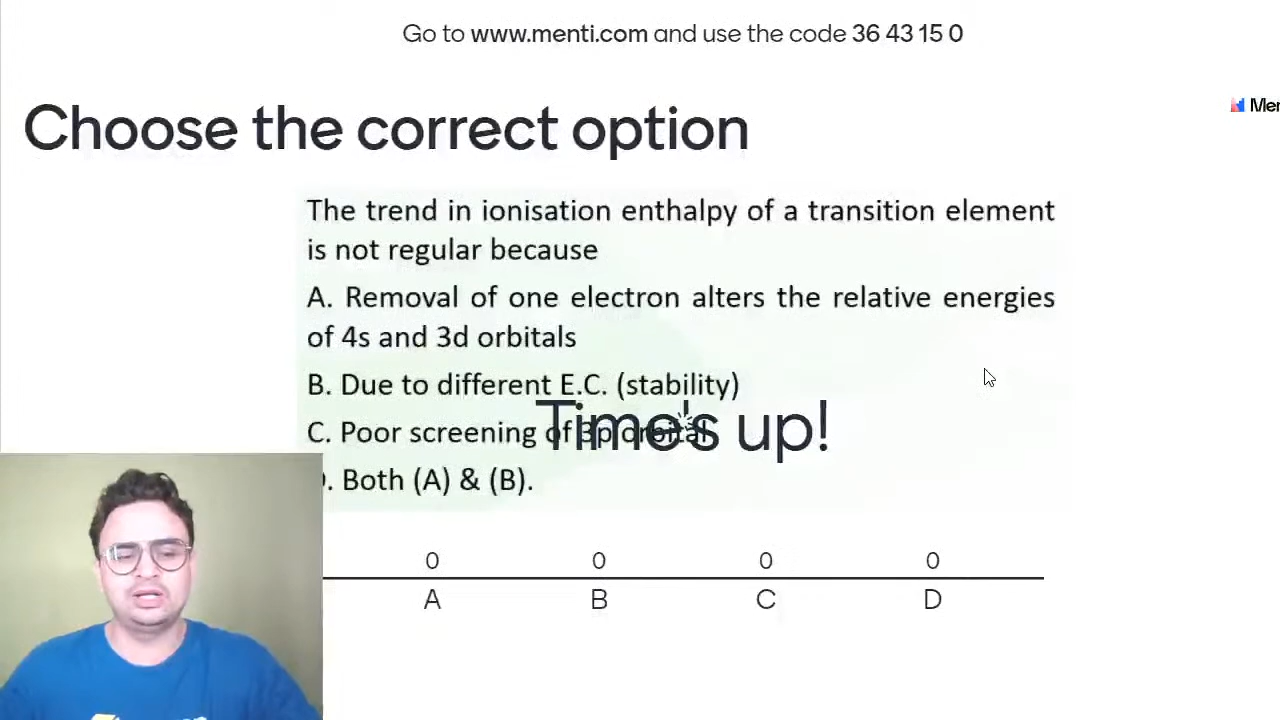 Go to www.menti.com and use the code 36 43 15 0
Choose the correct option
The trend in ionisation enthalpy of a transition element
is not regular because
A. Removal of one electron alters the relative energies
of 4s and 3d orbitals
B. Due to different E.C. (stability)
Time's up!
C. Poor screening of 3p orbital
. Both (A) & (B).
0 0 0 0
A B C D